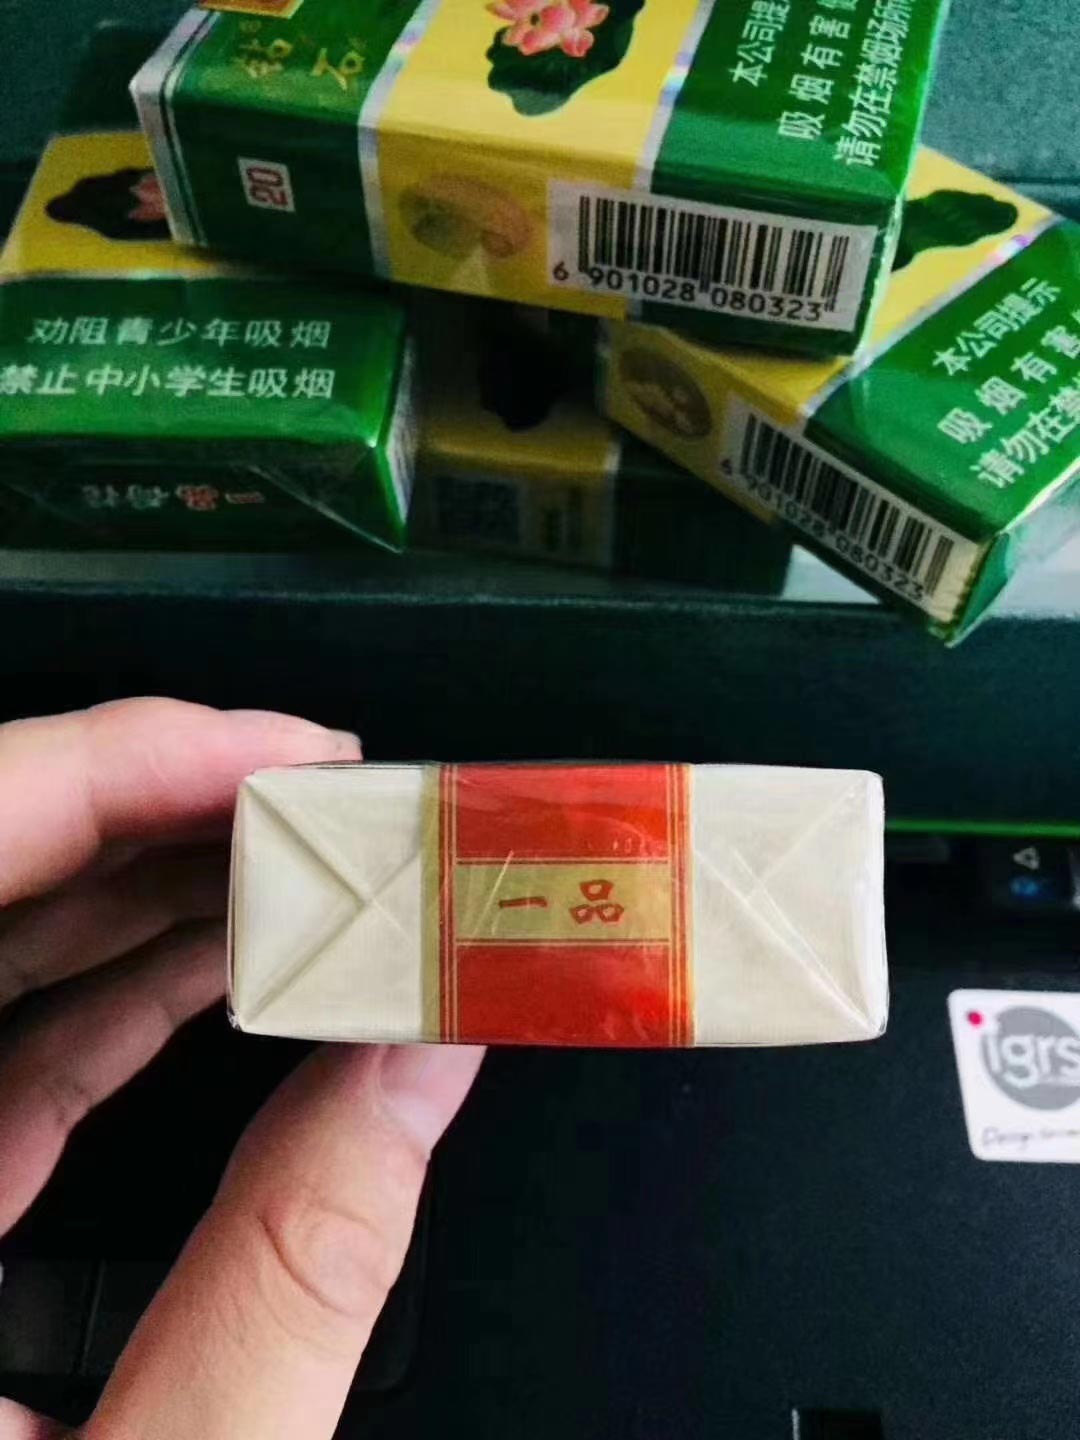 钻石
20
本公司提
吸烟有害
请勿在禁烟场所
6 901028 080323
劝阻青少年吸烟
禁止中小学生吸烟
一品
本公司提示
吸烟有害
请勿在禁
6 901028 080323
一品
igrs